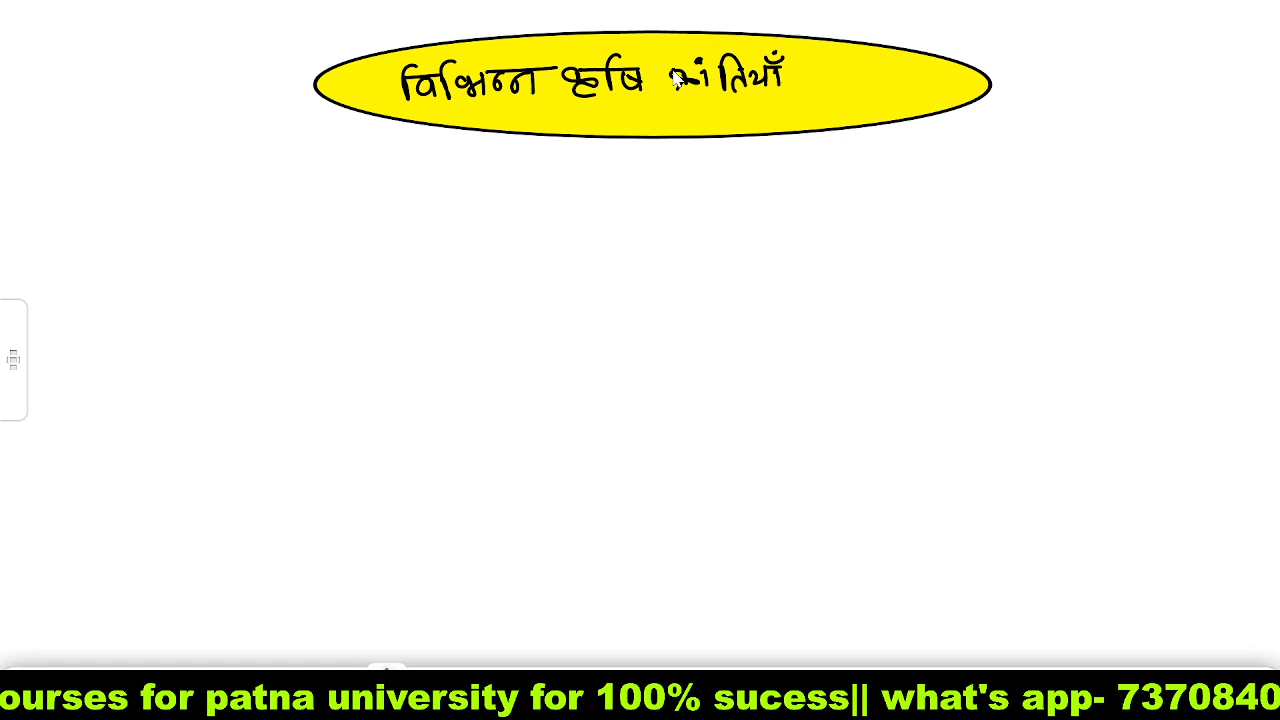 विभिन्न कृषि क्रांतियाँ
ourses for patna university for 100% sucess|| what's app- 7370840